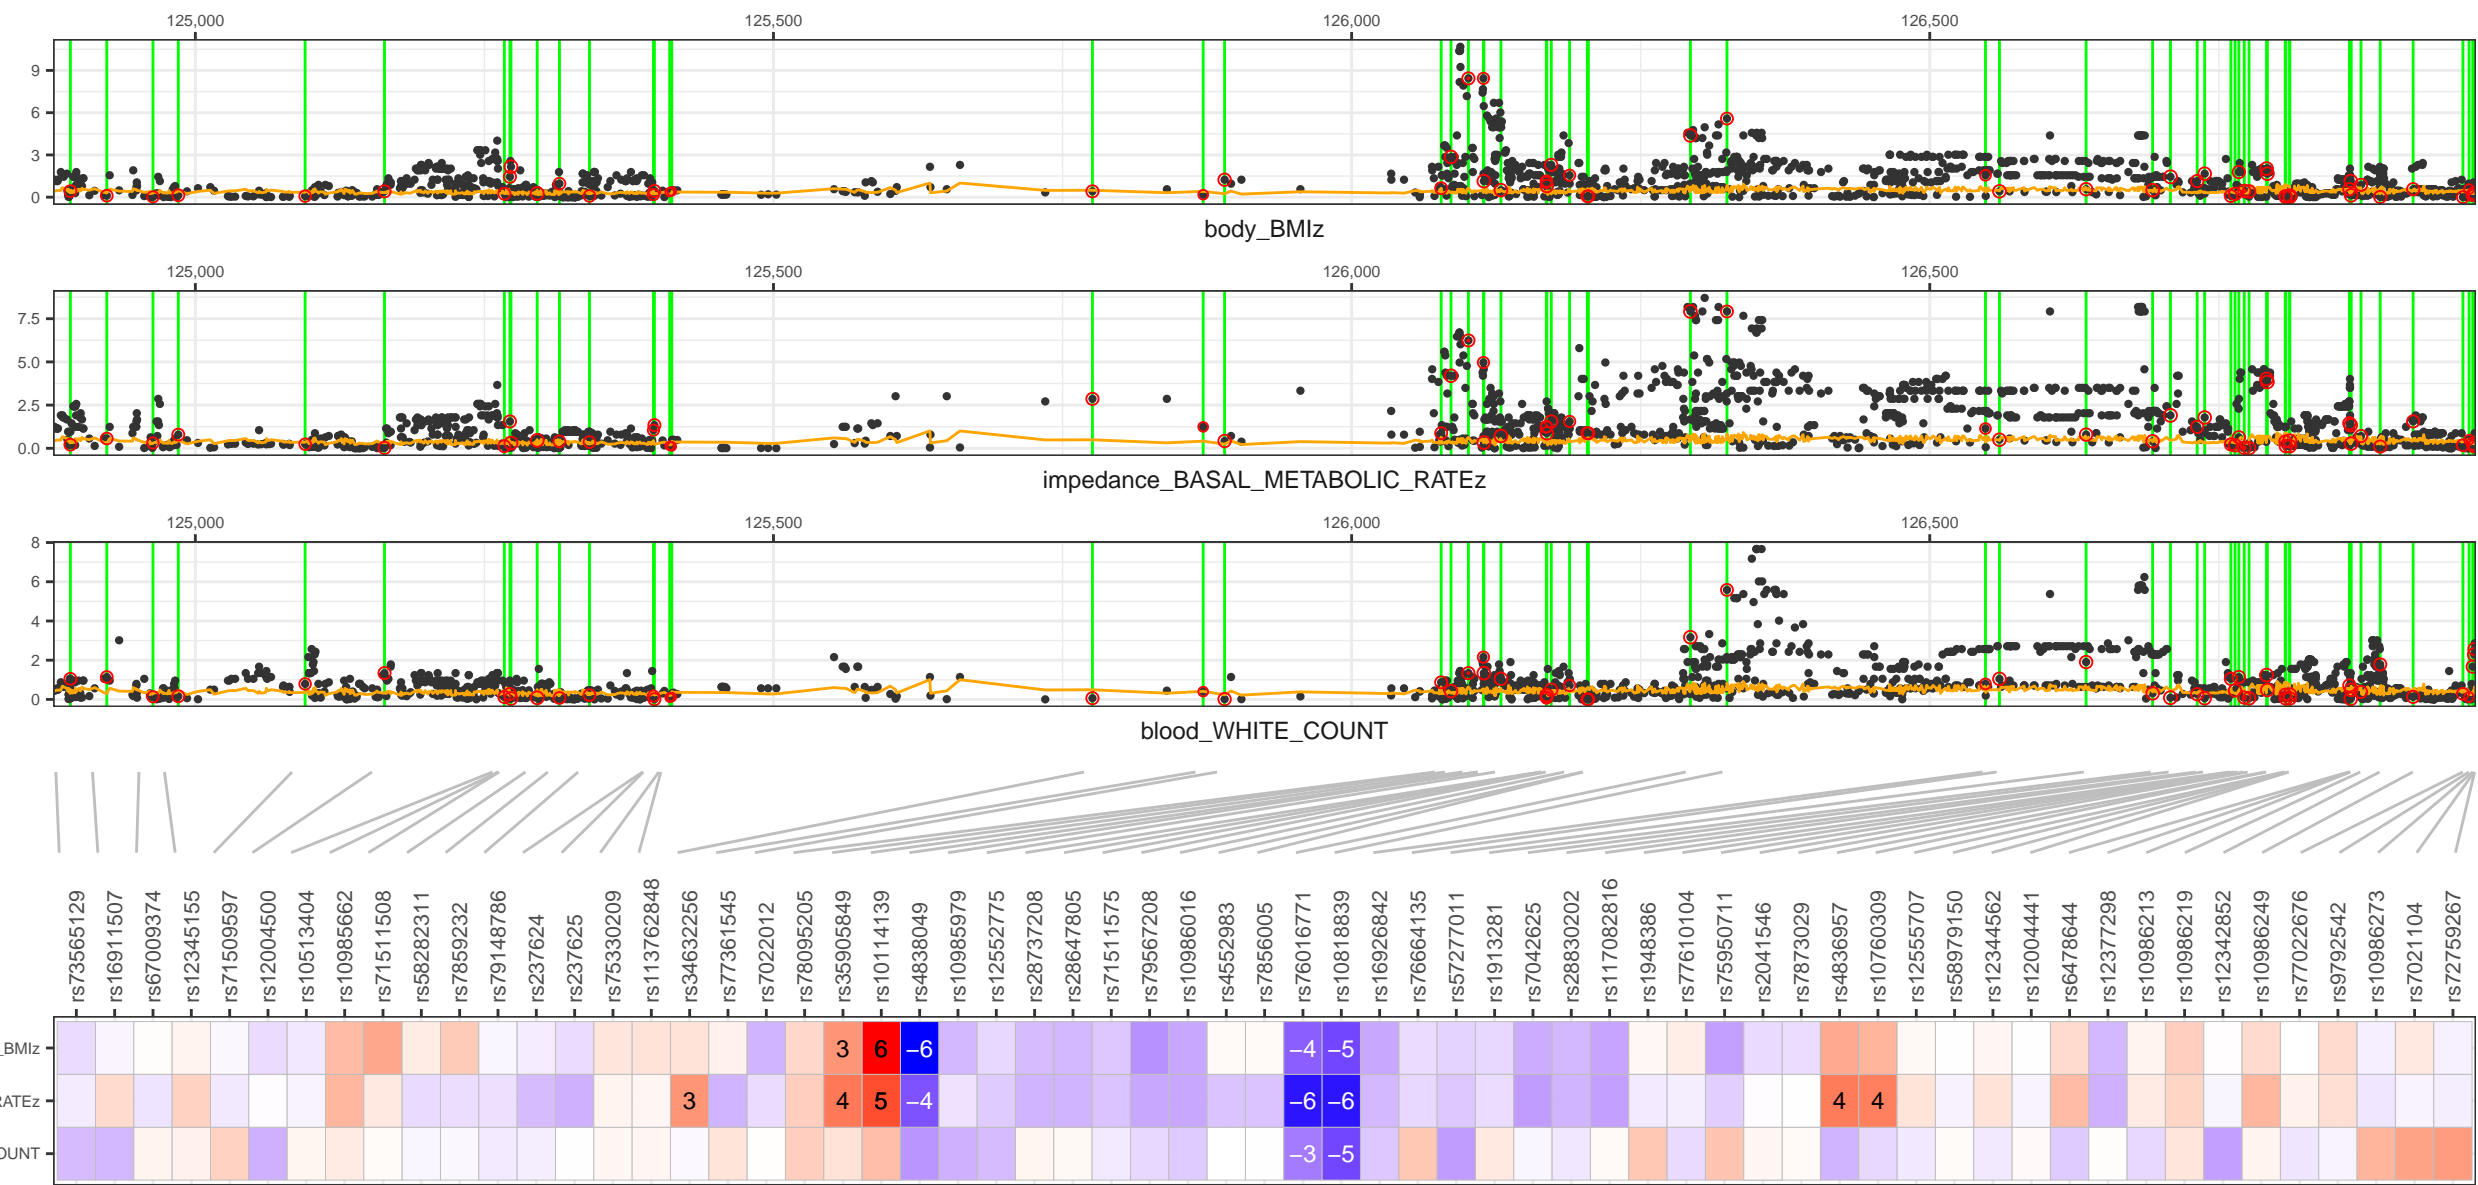 125,000 125,500 126,000 126,500
9
6
3
0
body_BMIz
125,000 125,500 126,000 126,500
7.5
5.0
2.5
0.0
impedance_BASAL_METABOLIC_RATEz
125,000 125,500 126,000 126,500
8
6
4
2
0
blood_WHITE_COUNT
rs73565129
rs16911507
rs67009374
rs12345155
rs71509597
rs12004500
rs10513404
rs10985662
rs71511508
rs58282311
rs7859232
rs79148786
rs2237624
rs2237625
rs75330209
rs113762848
rs34632256
rs77361545
rs7022012
rs78095205
rs35905849
rs10114139
rs4838049
rs10985979
rs12552775
rs28737208
rs28647805
rs71511575
rs79567208
rs10986016
rs4552983
rs7856005
rs76016771
rs10818839
rs16926842
rs76664135
rs57277011
rs1913281
rs7042625
rs28830202
rs117082816
rs1948386
rs77610104
rs75950711
rs2041546
rs7873029
rs4836957
rs10760309
rs12555707
rs58979150
rs12344562
rs12004441
rs6478644
rs12377298
rs10986213
rs10986219
rs12342852
rs10986249
rs77022676
rs9792542
rs10986273
rs7021104
rs72759267
_BMIz 3 6 −6 −4 −5
RATEz 3 4 5 −4 −6 −6 4 4
OUNT −3 −5